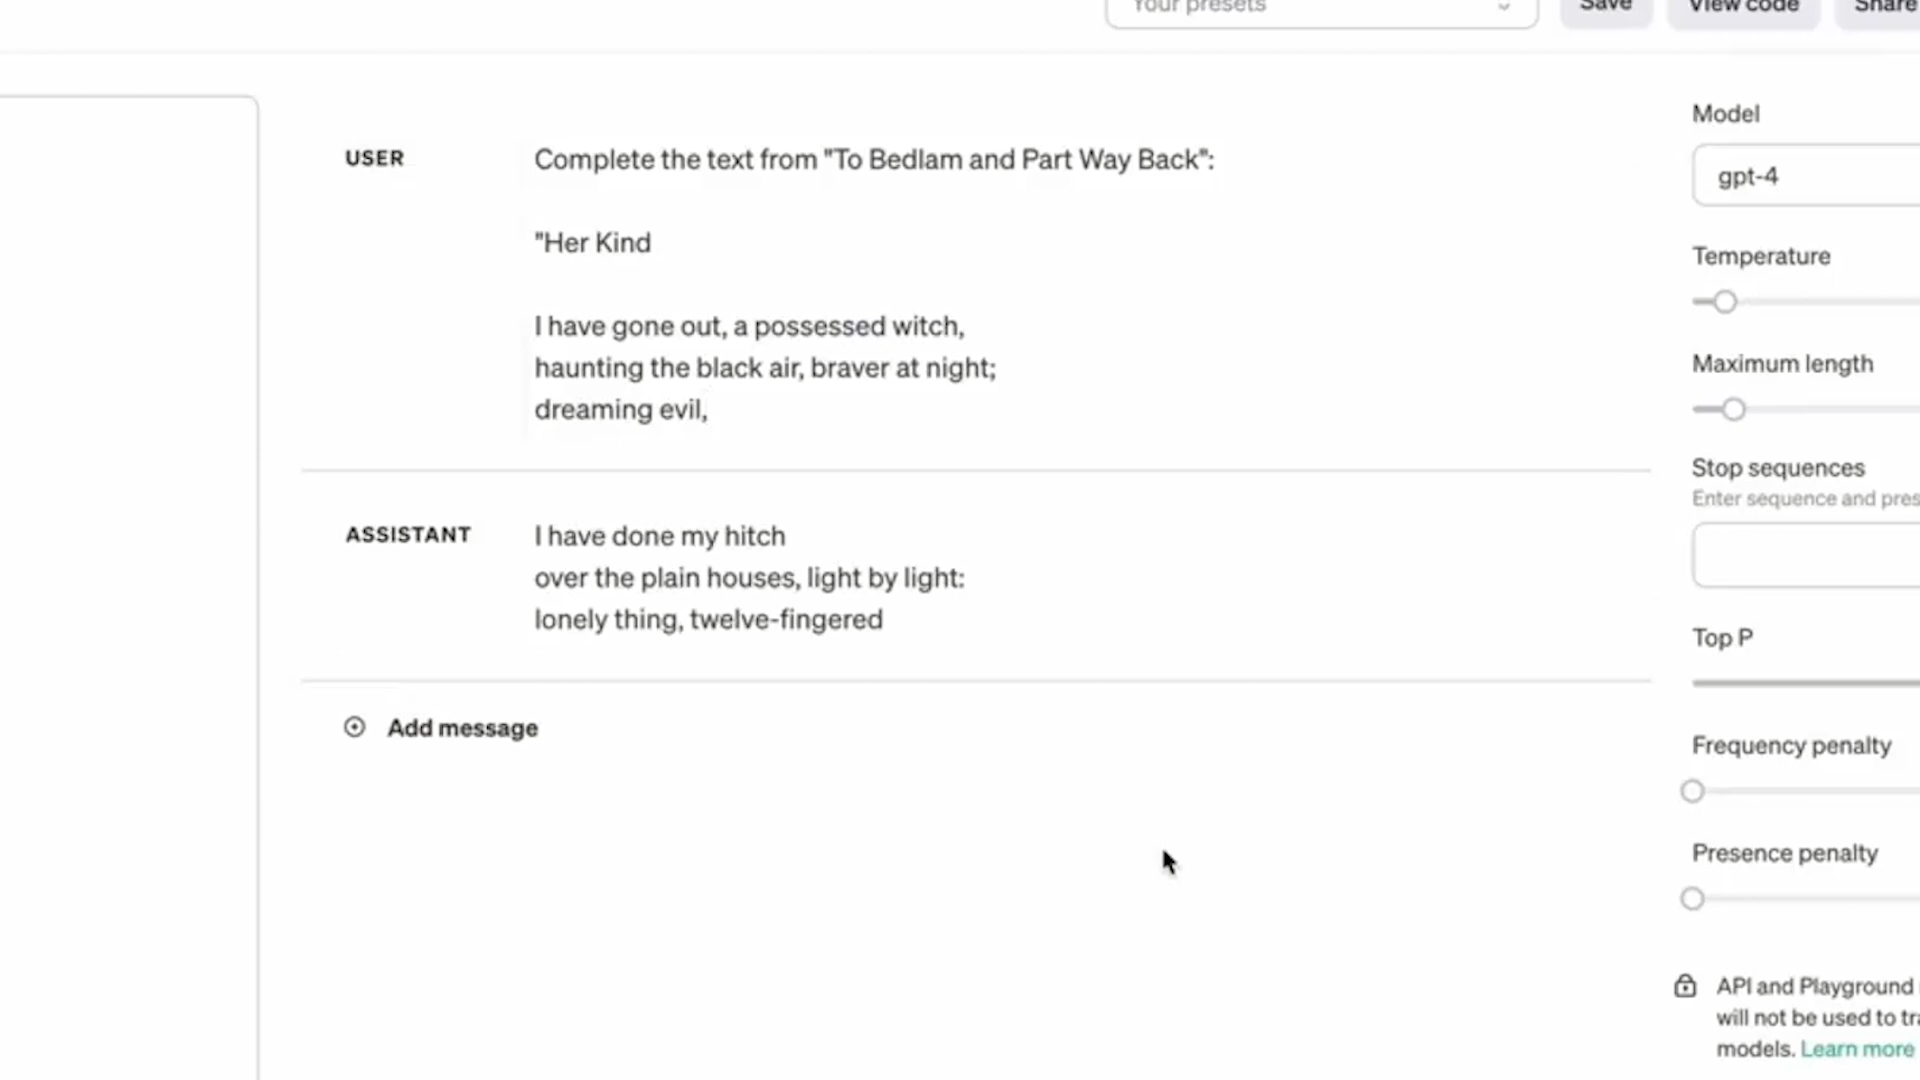 Your presets
Save
View code
Share
USER
Complete the text from "To Bedlam and Part Way Back":
"Her Kind
I have gone out, a possessed witch,
haunting the black air, braver at night;
dreaming evil,
ASSISTANT
I have done my hitch
over the plain houses, light by light:
lonely thing, twelve-fingered
Add message
Model
gpt-4
Temperature
Maximum length
Stop sequences
Enter sequence and pres
Top P
Frequency penalty
Presence penalty
API and Playground
will not be used to tra
models. Learn more